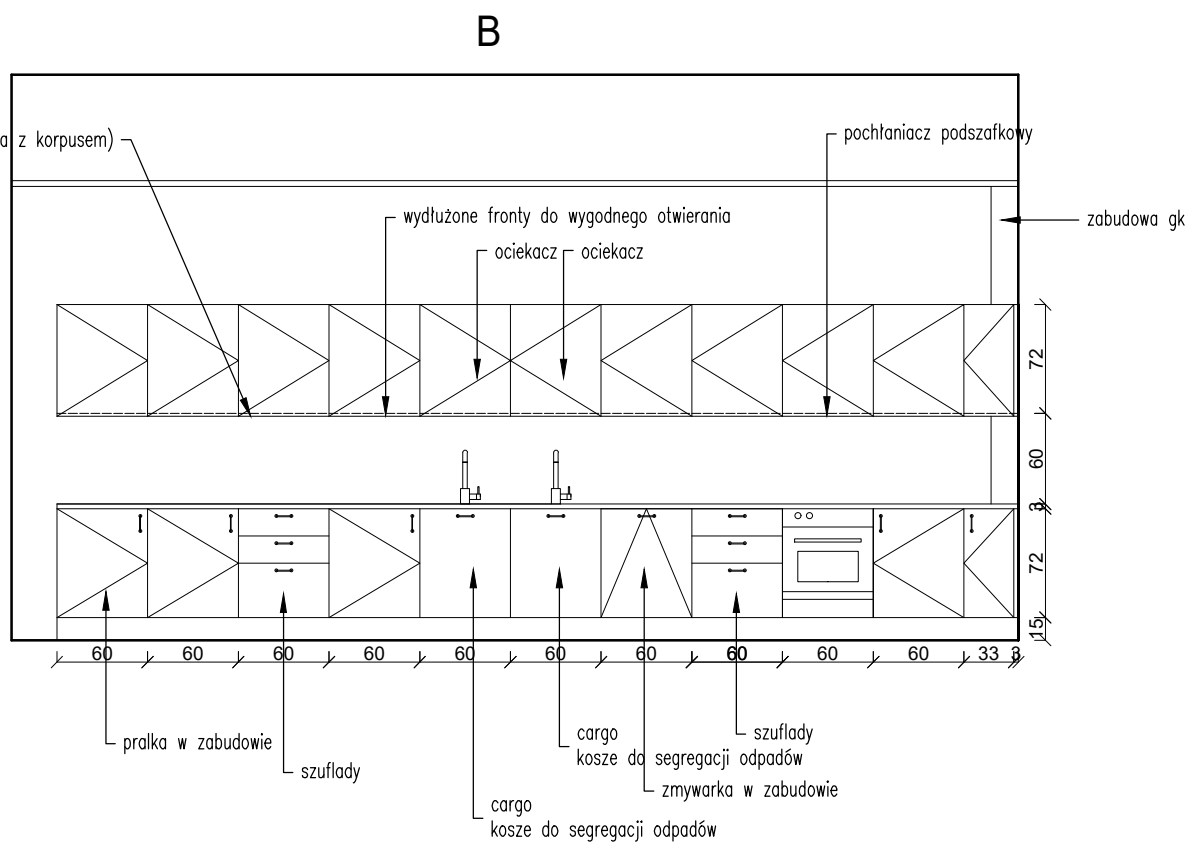 B
a z korpusem)
pochłaniacz podszafkowy
wydłużone fronty do wygodnego otwierania
zabudowa gk
ociekacz
ociekacz
72
60
3
72
15
60
60
60
60
60
60
60
60
60
60
33
3
pralka w zabudowie
szuflady
cargo
kosze do segregacji odpadów
szuflady
zmywarka w zabudowie
cargo
kosze do segregacji odpadów